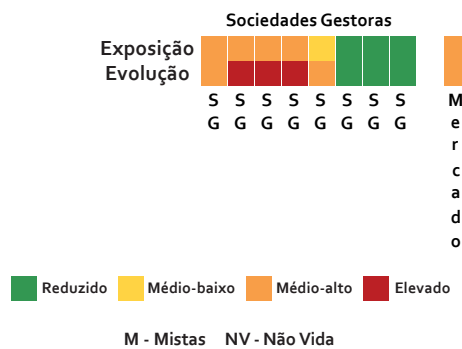 Sociedades Gestoras
Exposição
Evolução
S S S S S S S S
G G G G G G G G
M
e
r
c
a
d
o
Reduzido Médio-baixo Médio-alto Elevado
M - Mistas NV - Não Vida